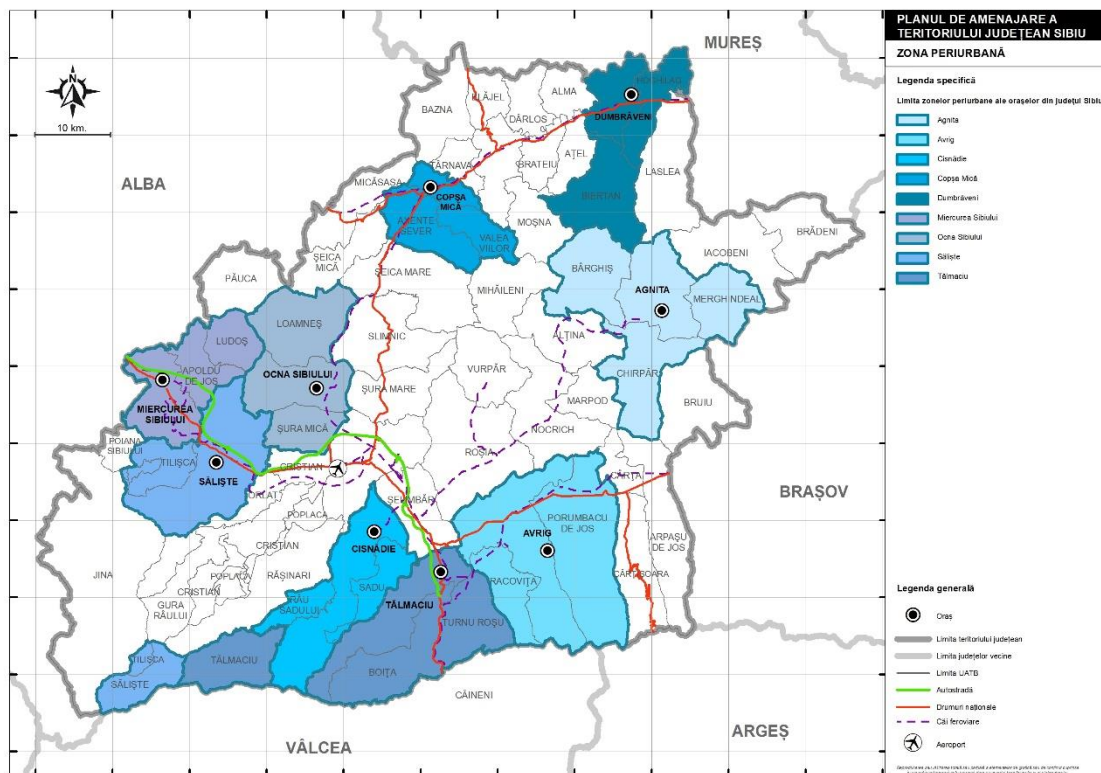 PLANUL DE AMENAJARE A
TERITORIULUI JUDEȚEAN SIBIU
ZONA PERIURBANĂ
Legenda specifică
Limita zonelor periurbane ale orașelor din județul Sibiu
Agnita
Avrig
Cisnădie
Copșa Mică
Dumbrăveni
Miercurea Sibiului
Ocna Sibiului
Săliște
Tălmaciu
Legenda generală
Oraș
Limita teritoriului județean
Limita județelor vecine
Limita UATB
Autostradă
Drumuri naționale
Căi feroviare
Aeroport
10 km.
MUREȘ
ALBA
BRAȘOV
ARGEȘ
VÂLCEA
BAZNA
BLĂJEL
ALMA
HOGHILAG
DUMBRĂVENI
DÂRLOS
TÂRNAVA
BRATEIU
AȚEL
LASLEA
MICĂSASA
COPȘA
MICĂ
BIERTAN
AXENTE
SEVER
VALEA
VIILOR
MOȘNA
BRĂDENI
IACOBENI
ȘEICA
MICĂ
ȘEICA MARE
PĂUCA
BÂRGHIȘ
AGNITA
MERGHINDEAL
MIHĂILENI
LOAMNEȘ
SLIMNIC
ALȚINA
LUDOȘ
APOLDU
DE JOS
OCNA SIBIULUI
ȘURA MARE
VURPĂR
CHIRPĂR
MIERCUREA
SIBIULUI
MARPOD
BRUIU
ȘURA MICĂ
NOCRICH
POIANA
SIBIULUI
TILIȘCA
SĂLIȘTE
CRISTIAN
ROȘIA
CÂRȚA
ORLAT
ȘELIMBĂR
POPLACA
PORUMBACU
DE JOS
CISNĂDIE
AVRIG
ARPAȘU
DE JOS
CRISTIAN
JINA
POPLACA
RĂȘINARI
SADU
RACOVIȚA
CÂRȚIȘOARA
CRISTIAN
RÂU
SADULUI
TĂLMACIU
GURA
RÂULUI
TURNU ROȘU
TILIȘCA
TĂLMACIU
BOIȚA
SĂLIȘTE
CÂINENI